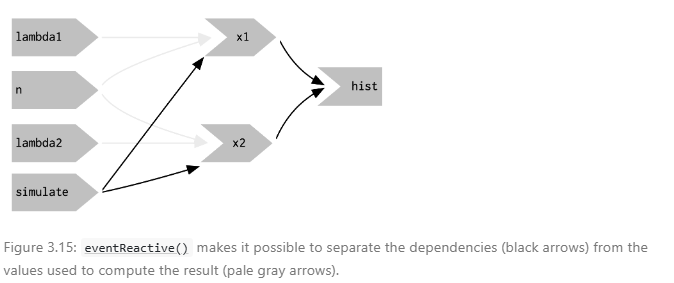 lambda1
x1
n
hist
lambda2
x2
simulate
Figure 3.15: eventReactive() makes it possible to separate the dependencies (black arrows) from the
values used to compute the result (pale gray arrows).